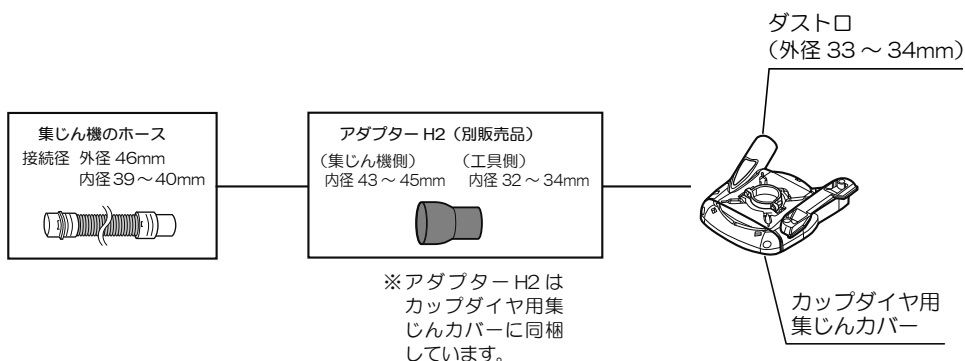 ダストロ
（外径 33 ～ 34mm）
集じん機のホース
接続径 外径 46mm
内径 39 ～ 40mm
アダプター H2（別販売品）
（集じん機側）
内径 43 ～ 45mm
（工具側）
内径 32 ～ 34mm
※アダプター H2 は
カップダイヤ用集
じんカバーに同梱
しています。
カップダイヤ用
集じんカバー